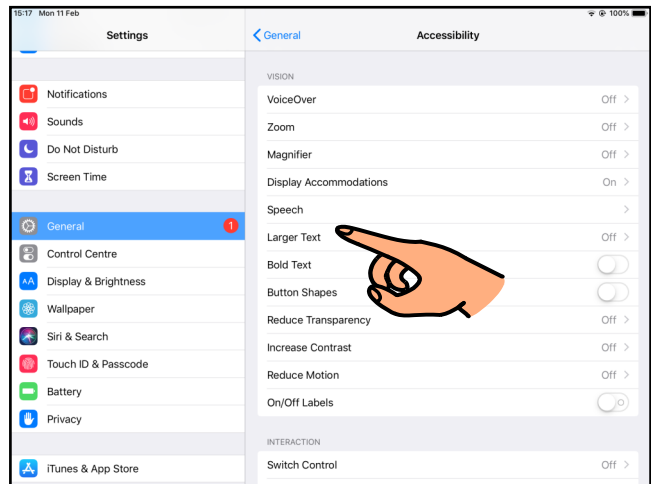 15:17 Mon 11 Feb
100%
Settings
General
Accessibility
Notifications
Sounds
Do Not Disturb
Screen Time
General 1
Control Centre
AA Display & Brightness
Wallpaper
Siri & Search
Touch ID & Passcode
Battery
Privacy
iTunes & App Store
VISION
VoiceOver Off
Zoom Off
Magnifier Off
Display Accommodations On
Speech
Larger Text Off
Bold Text
Button Shapes
Reduce Transparency Off
Increase Contrast Off
Reduce Motion Off
On/Off Labels
INTERACTION
Switch Control Off